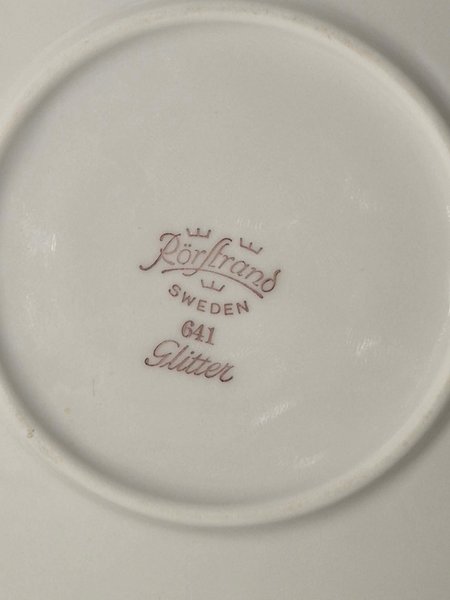 Rörstrand
SWEDEN
641
Glitter